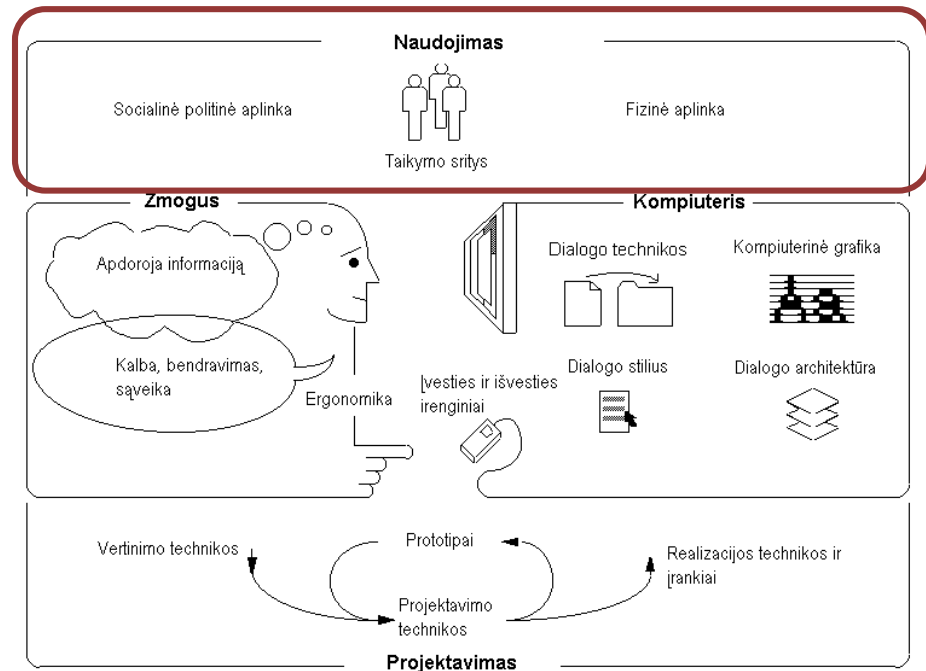 Naudojimas
Socialinė politinė aplinka
Fizinė aplinka
Taikymo sritys
Zmogus
Kompiuteris
Apdoroja informaciją
Dialogo technikos
Kompiuterinė grafika
Kalba, bendravimas,
sąveika
Ergonomika
Įvesties ir išvesties
irenginiai
Dialogo stilius
Dialogo architektūra
Vertinimo technikos
Prototipai
Realizacijos technikos ir
įrankiai
Projektavimo
technikos
Projektavimas